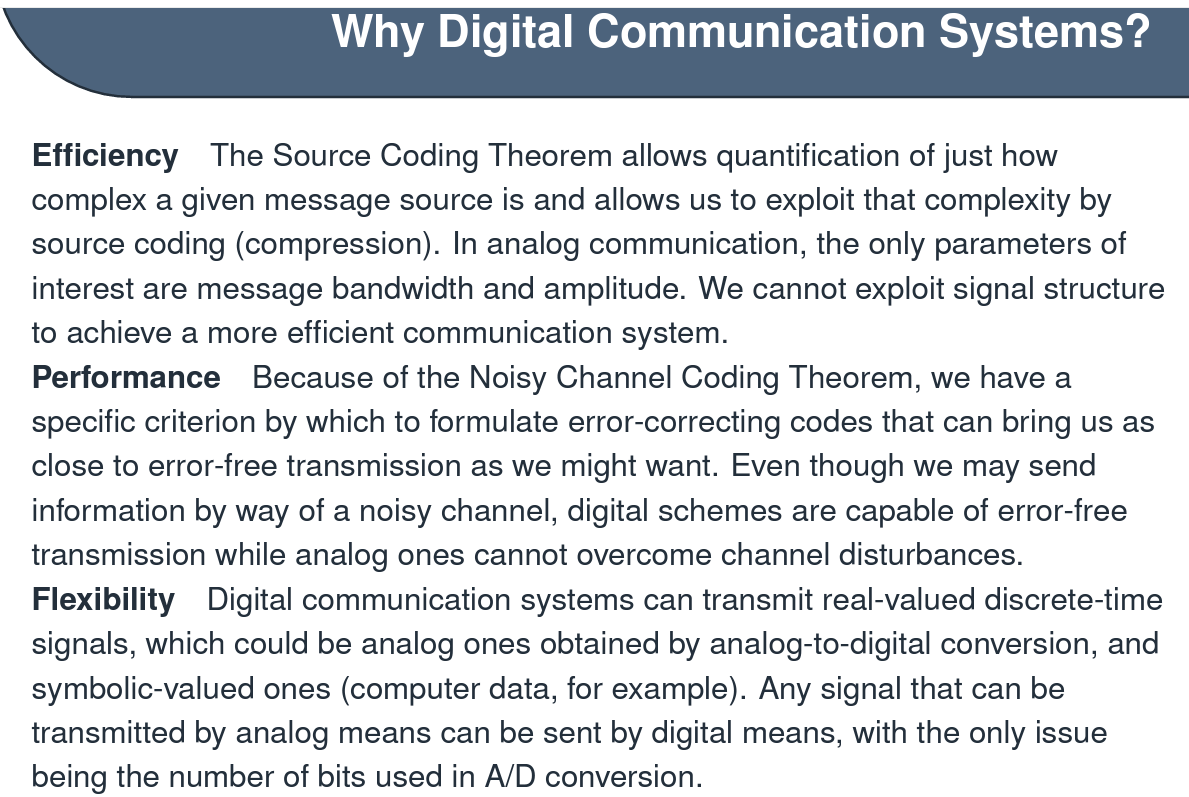 Why Digital Communication Systems?
Efficiency The Source Coding Theorem allows quantification of just how
complex a given message source is and allows us to exploit that complexity by
source coding (compression). In analog communication, the only parameters of
interest are message bandwidth and amplitude. We cannot exploit signal structure
to achieve a more efficient communication system.
Performance Because of the Noisy Channel Coding Theorem, we have a
specific criterion by which to formulate error-correcting codes that can bring us as
close to error-free transmission as we might want. Even though we may send
information by way of a noisy channel, digital schemes are capable of error-free
transmission while analog ones cannot overcome channel disturbances.
Flexibility Digital communication systems can transmit real-valued discrete-time
signals, which could be analog ones obtained by analog-to-digital conversion, and
symbolic-valued ones (computer data, for example). Any signal that can be
transmitted by analog means can be sent by digital means, with the only issue
being the number of bits used in A/D conversion.